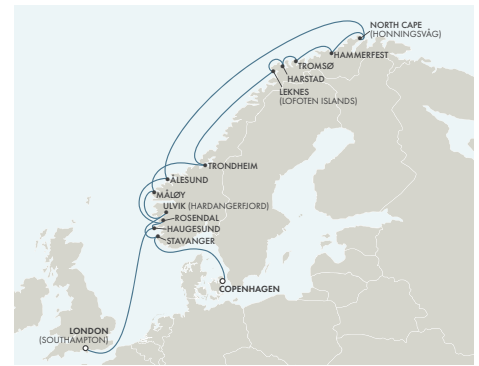 NORTH CAPE
(HONNINGSVÅG)
HAMMERFEST
TROMSØ
HARSTAD
LEKNES
(LOFOTEN ISLANDS)
TRONDHEIM
ÅLESUND
MÅLØY
ULVIK (HARDANGERFJORD)
ROSENDAL
HAUGESUND
STAVANGER
COPENHAGEN
LONDON
(SOUTHAMPTON)